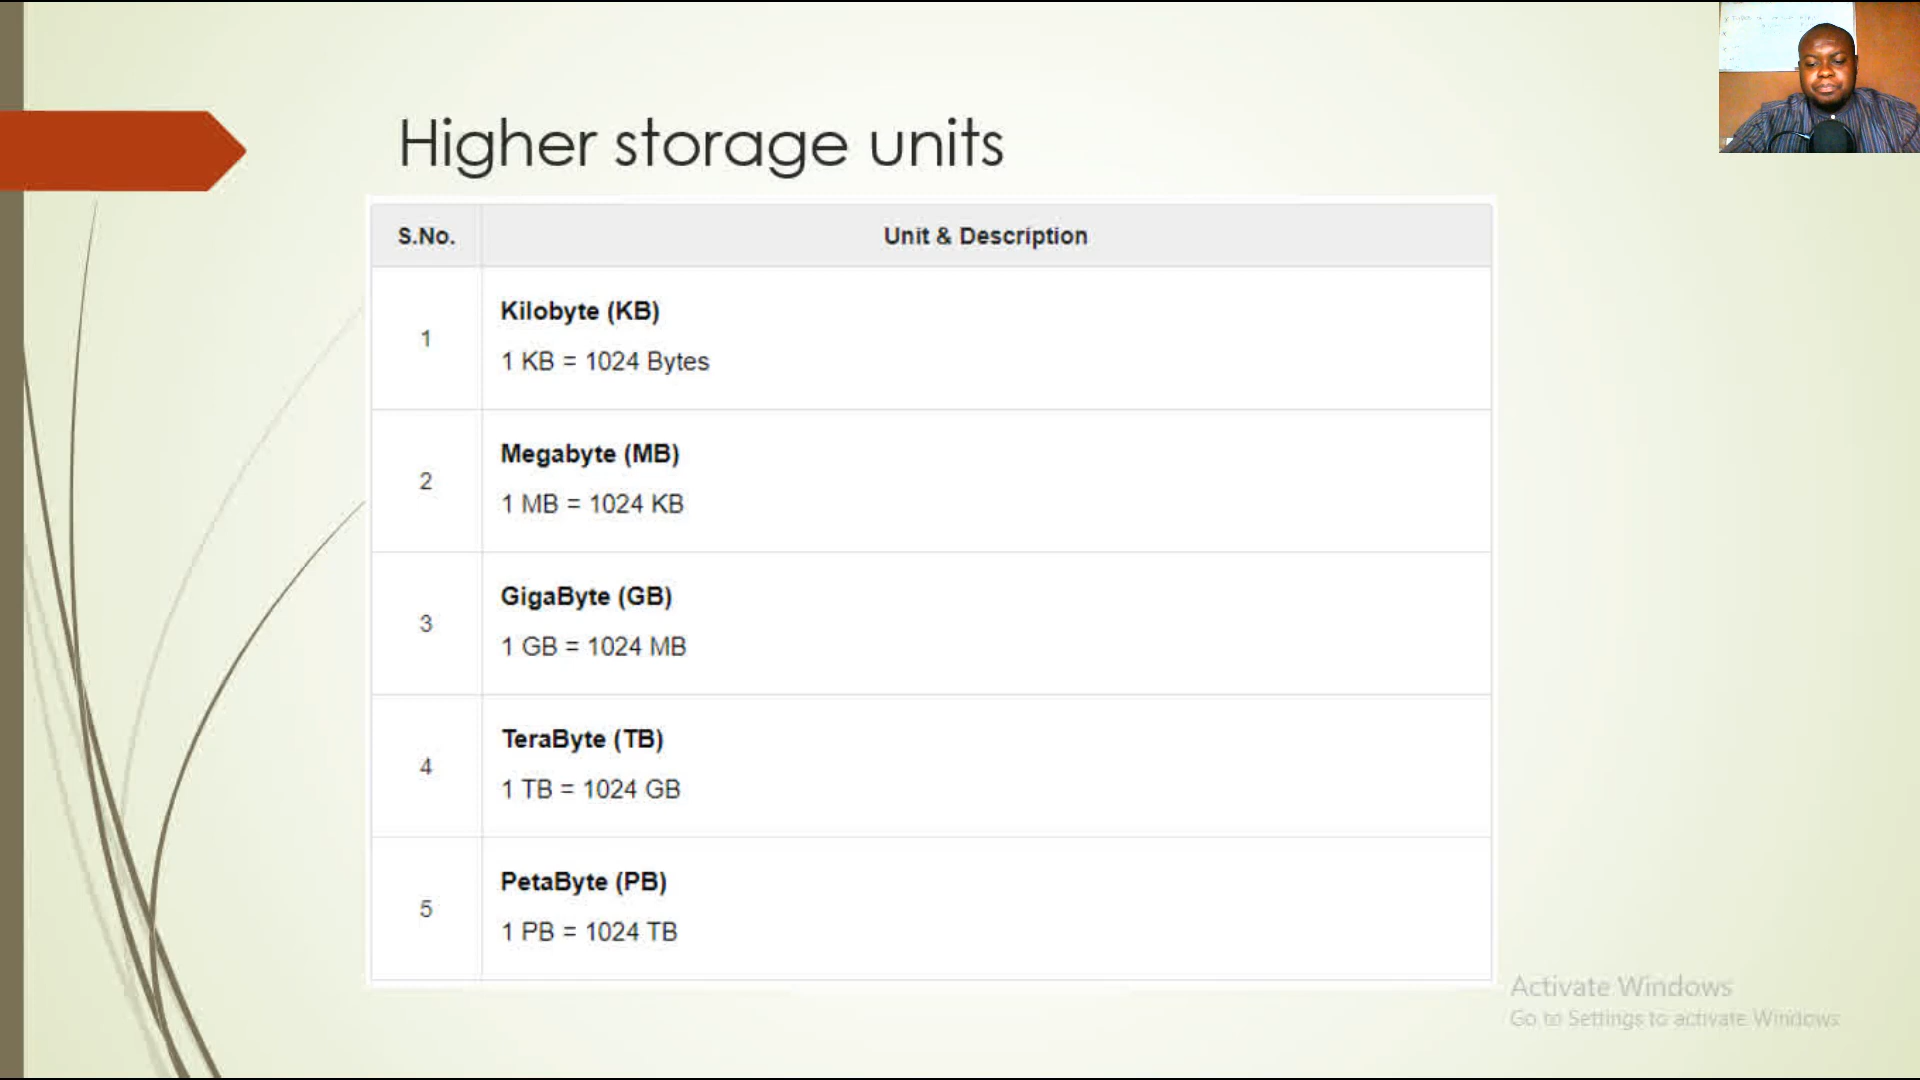 Higher storage units
S.No.
Unit & Description
1
Kilobyte (KB)
1 KB = 1024 Bytes
2
Megabyte (MB)
1 MB = 1024 KB
3
GigaByte (GB)
1 GB = 1024 MB
4
TeraByte (TB)
1 TB = 1024 GB
5
PetaByte (PB)
1 PB = 1024 TB
Activate Windows
Go to Settings to activate Windows